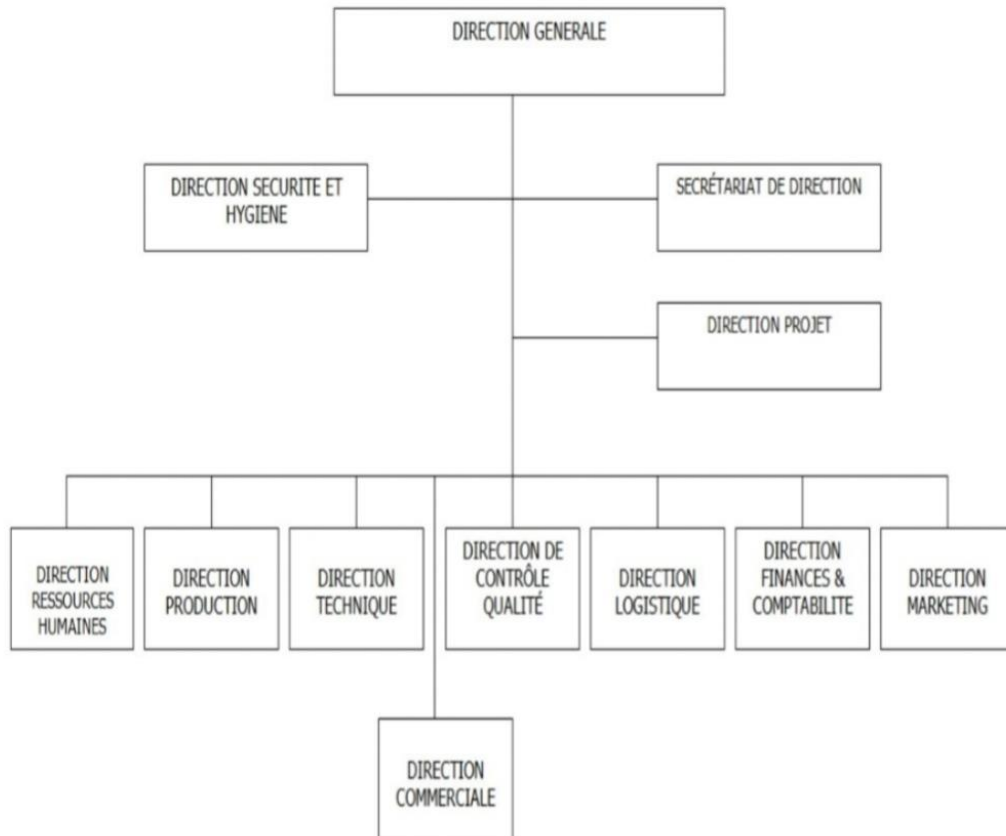 DIRECTION GENERALE
DIRECTION SECURITE ET
HYGIENE
SECRÉTARIAT DE DIRECTION
DIRECTION PROJET
DIRECTION
RESSOURCES
HUMAINES
DIRECTION
PRODUCTION
DIRECTION
TECHNIQUE
DIRECTION DE
CONTRÔLE
QUALITÉ
DIRECTION
LOGISTIQUE
DIRECTION
FINANCES &
COMPTABILITE
DIRECTION
MARKETING
DIRECTION
COMMERCIALE